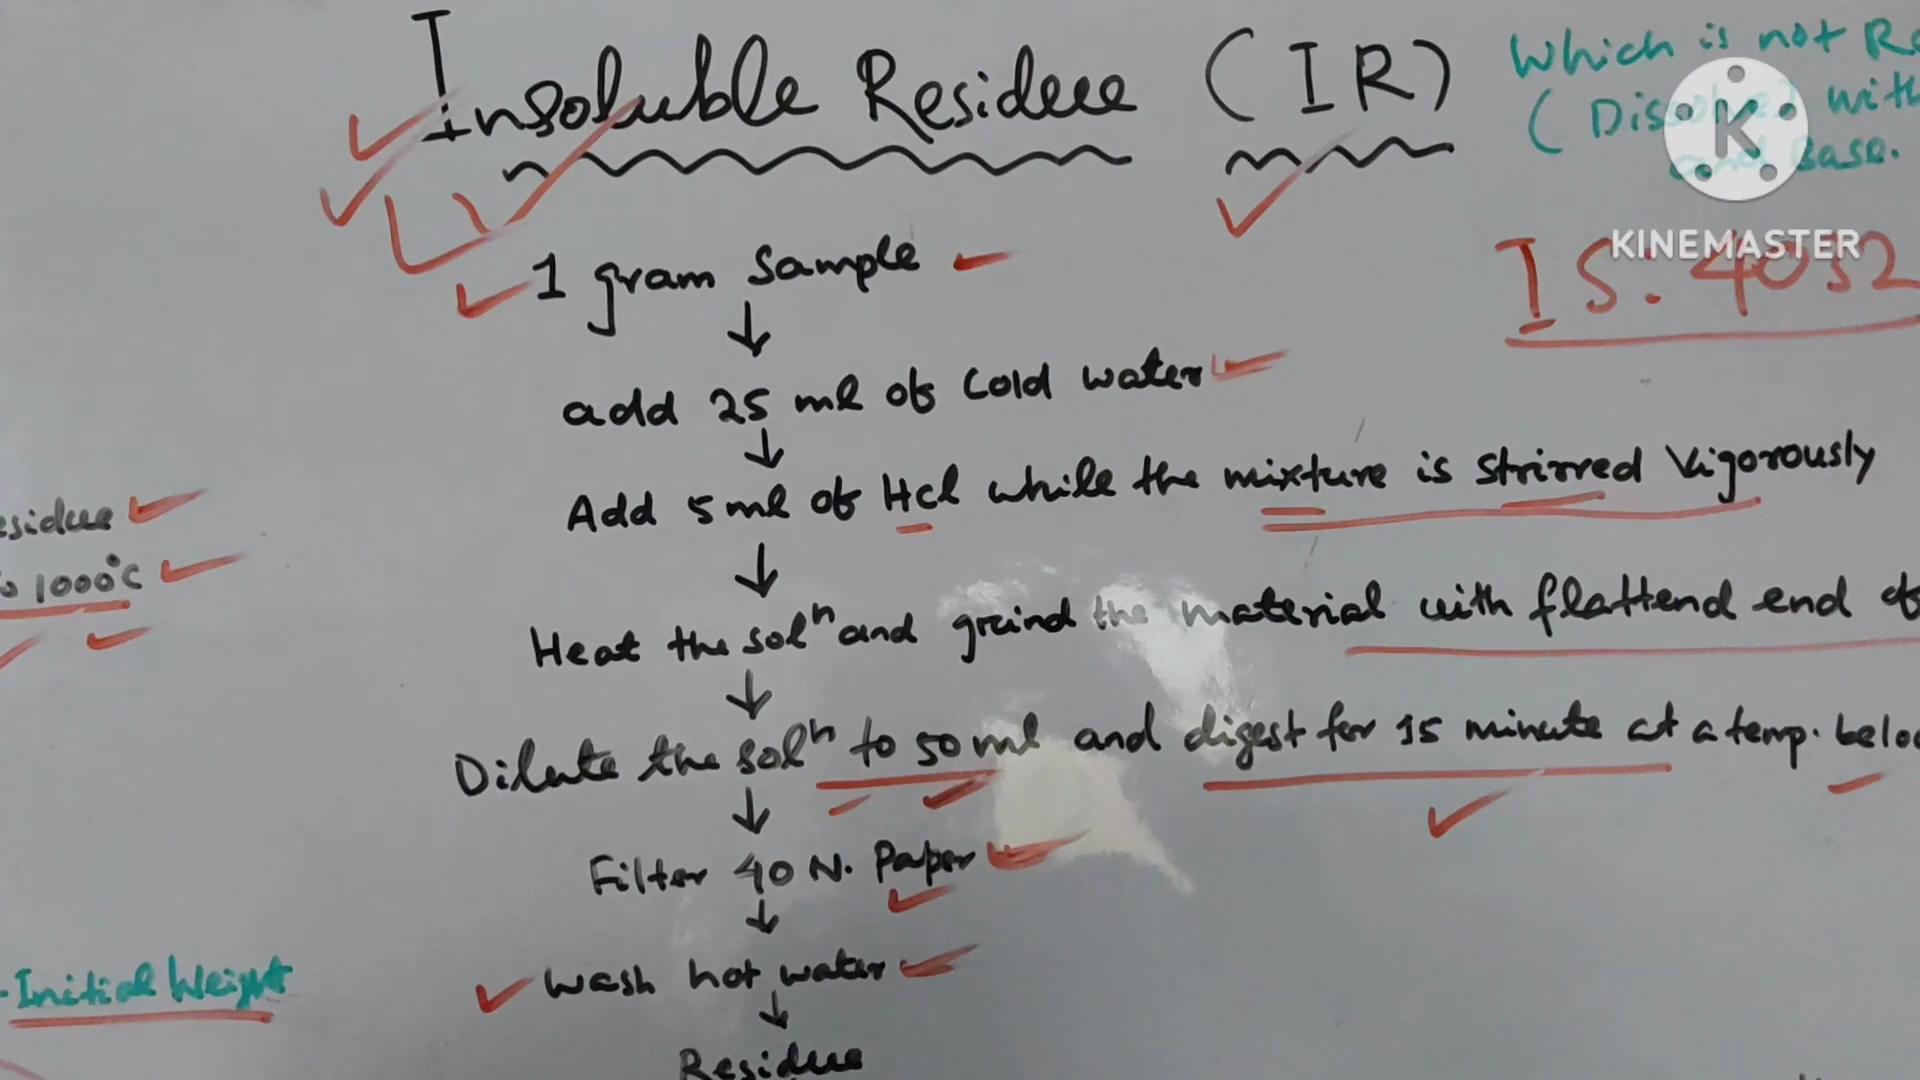 Insoluble Residue (IR)
which is not
( with
and Base.
KINEMASTER
IS: 4032
1 gram sample
↓
add 25 ml of cold water
↓
Add 5 ml of Hcl while the mixture is strirred vigorously
↓
Heat the solⁿ and grind the material with flattend end of
↓
Dilute the solⁿ to 50 ml and digest for 15 minute at a temp. below
↓
Filter 40 N. Paper
↓
wash hot water
↓
Residue
esidue
1000°C
- Initial Weight